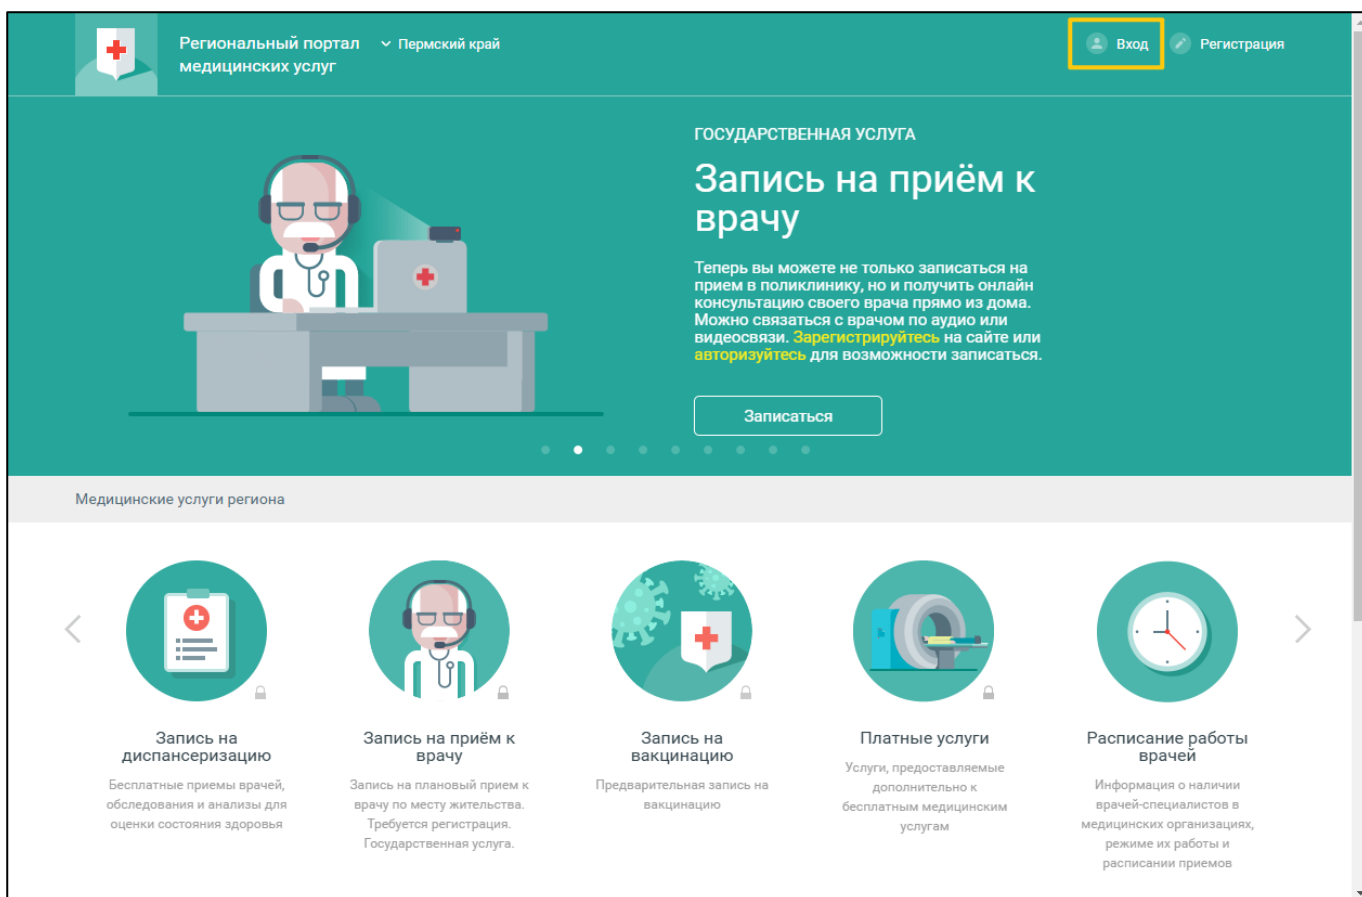 Региональный портал
медицинских услуг
Пермский край
Вход
Регистрация
ГОСУДАРСТВЕННАЯ УСЛУГА
Запись на приём к
врачу
Теперь вы можете не только записаться на
прием в поликлинику, но и получить онлайн
консультацию своего врача прямо из дома.
Можно связаться с врачом по аудио или
видеосвязи. Зарегистрируйтесь на сайте или
авторизуйтесь для возможности записаться.
Записаться
Медицинские услуги региона
Запись на
диспансеризацию
Бесплатные приемы врачей,
обследования и анализы для
оценки состояния здоровья
Запись на приём к
врачу
Запись на плановый прием к
врачу по месту жительства.
Требуется регистрация.
Государственная услуга.
Запись на
вакцинацию
Предварительная запись на
вакцинацию
Платные услуги
Услуги, предоставляемые
дополнительно к
бесплатным медицинским
услугам
Расписание работы
врачей
Информация о наличии
врачей-специалистов в
медицинских организациях,
режиме их работы и
расписании приемов